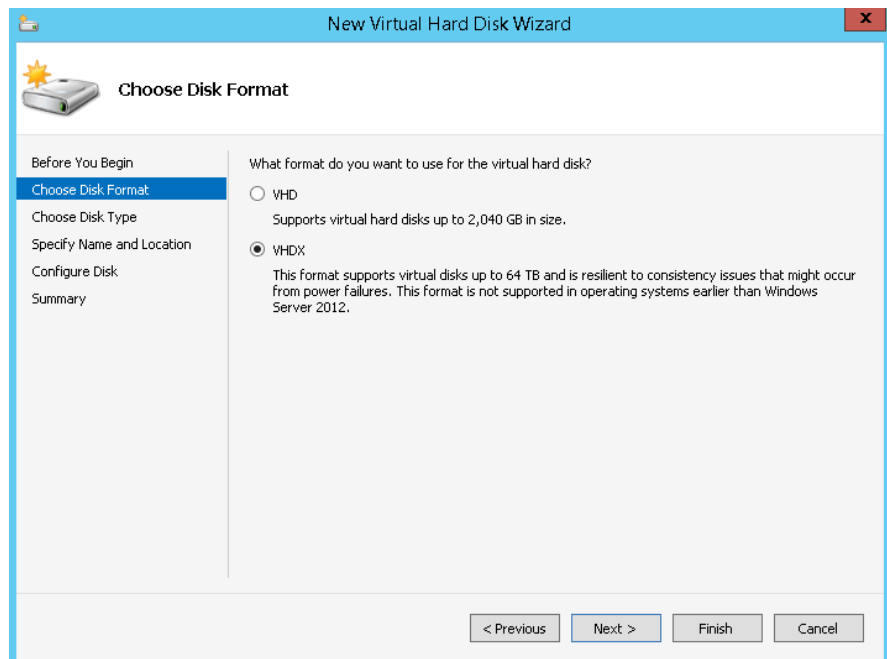 New Virtual Hard Disk Wizard
x
Choose Disk Format
Before You Begin
Choose Disk Format
Choose Disk Type
Specify Name and Location
Configure Disk
Summary
What format do you want to use for the virtual hard disk?
VHD
Supports virtual hard disks up to 2,040 GB in size.
VHDX
This format supports virtual disks up to 64 TB and is resilient to consistency issues that might occur
from power failures. This format is not supported in operating systems earlier than Windows
Server 2012.
< Previous
Next >
Finish
Cancel